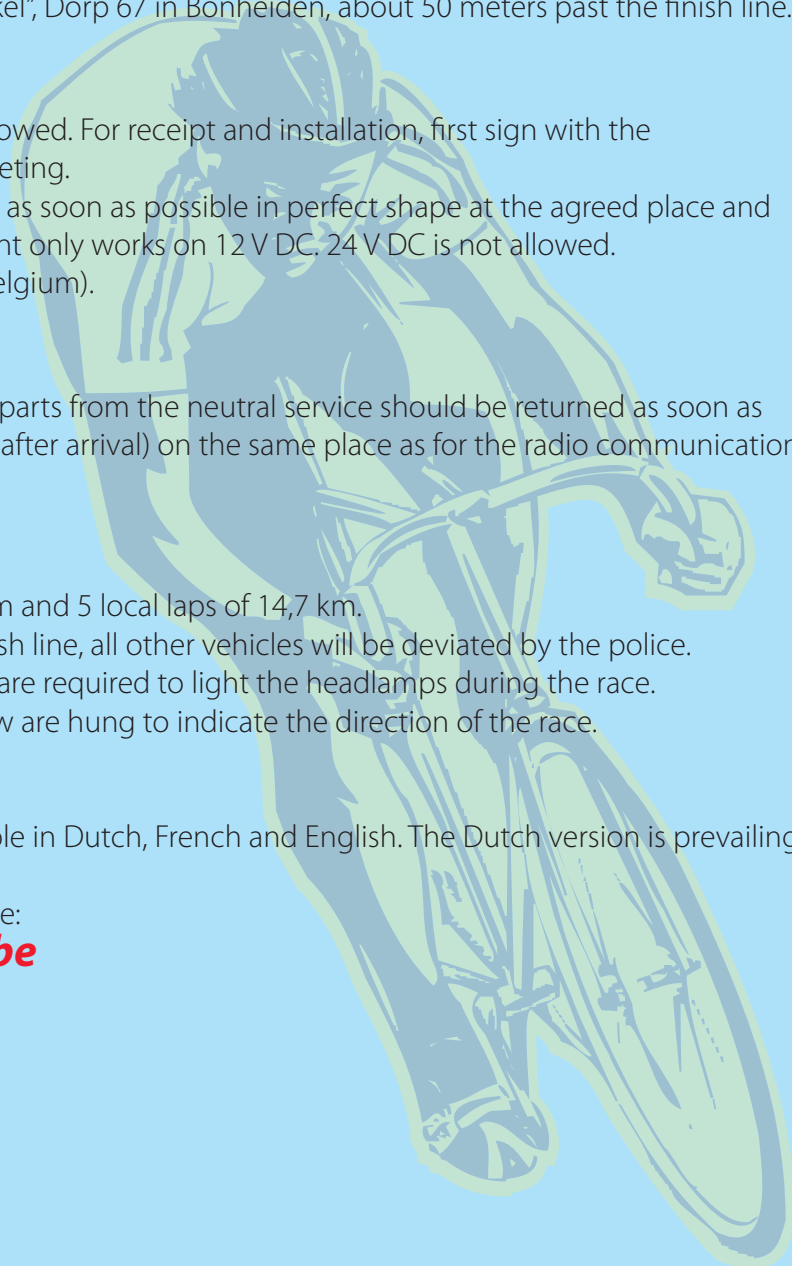 kel", Dorp 67 in Bonheiden, about 50 meters past the finish line.
owed. For receipt and installation, first sign with the
eting.
as soon as possible in perfect shape at the agreed place and
nt only works on 12 V DC. 24 V DC is not allowed.
elgium).
parts from the neutral service should be returned as soon as
after arrival) on the same place as for the radio communication
m and 5 local laps of 14,7 km.
sh line, all other vehicles will be deviated by the police.
are required to light the headlamps during the race.
w are hung to indicate the direction of the race.
ble in Dutch, French and English. The Dutch version is prevailing
e:
be